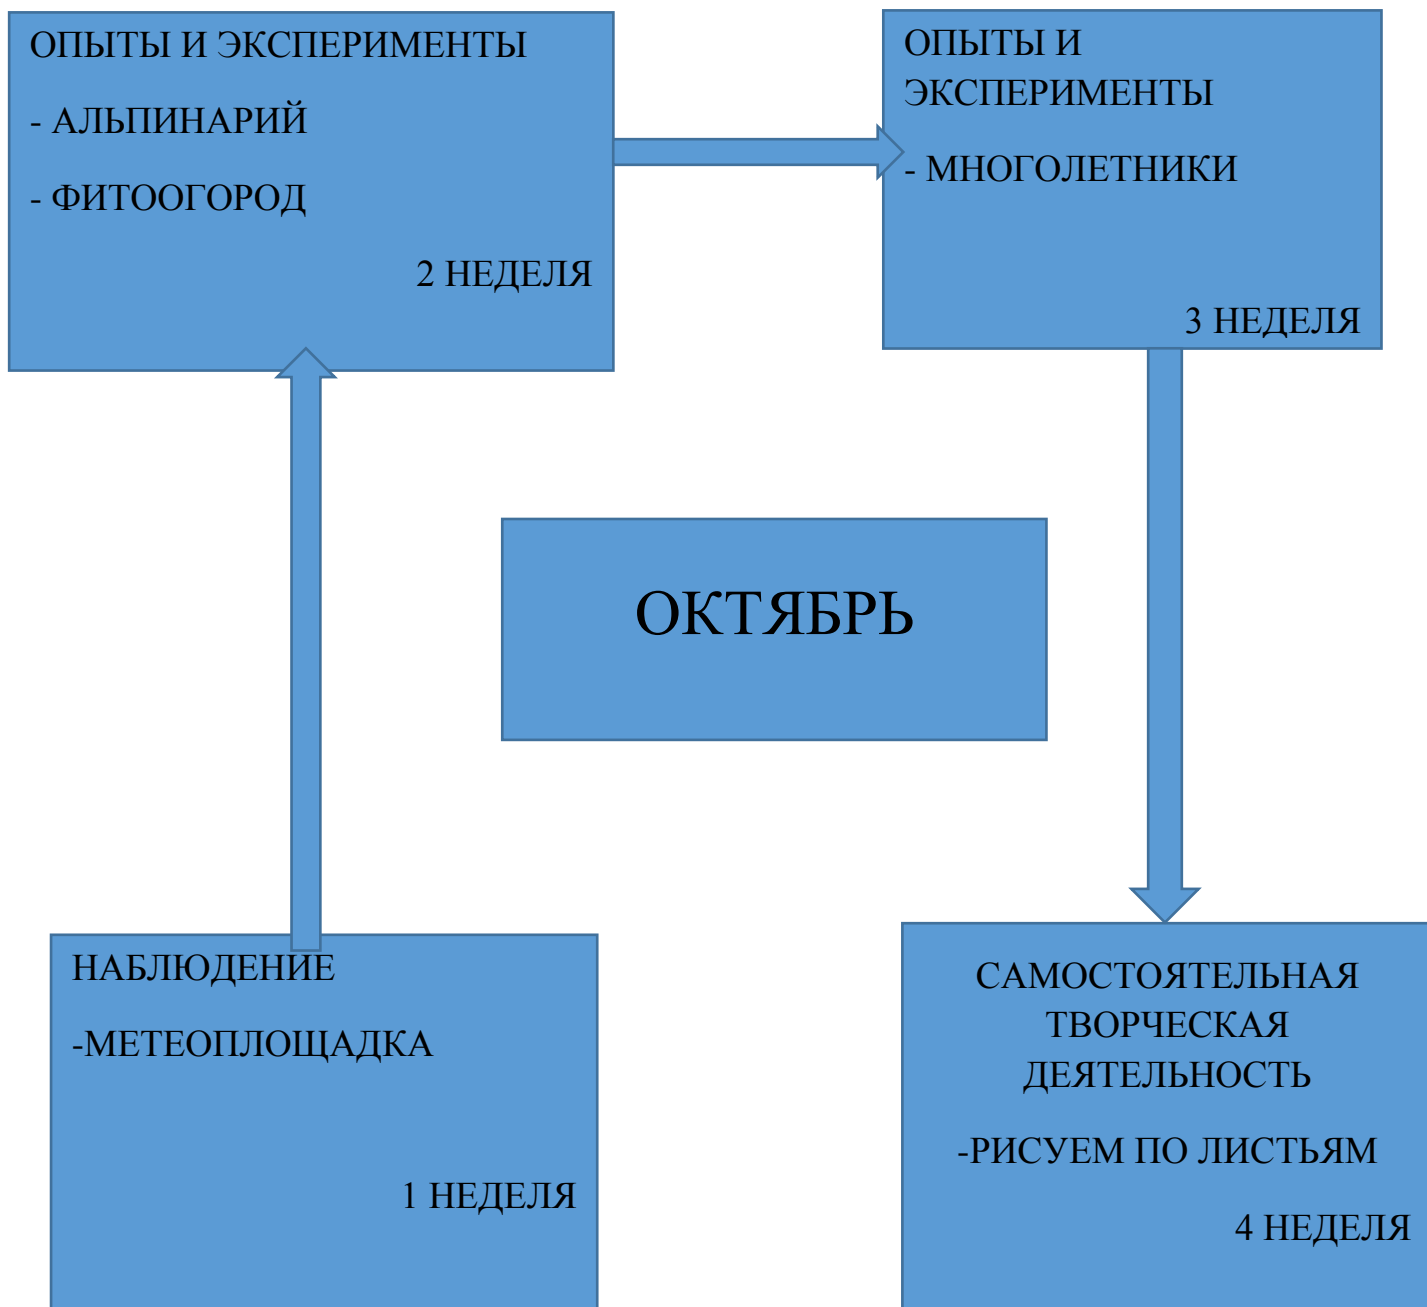 ОПЫТЫ И ЭКСПЕРИМЕНТЫ
- АЛЬПИНАРИЙ
- ФИТООГОРОД
2 НЕДЕЛЯ
ОПЫТЫ И
ЭКСПЕРИМЕНТЫ
- МНОГОЛЕТНИКИ
3 НЕДЕЛЯ
ОКТЯБРЬ
НАБЛЮДЕНИЕ
-МЕТЕОПЛОЩАДКА
1 НЕДЕЛЯ
САМОСТОЯТЕЛЬНАЯ
ТВОРЧЕСКАЯ
ДЕЯТЕЛЬНОСТЬ
-РИСУЕМ ПО ЛИСТЬЯМ
4 НЕДЕЛЯ